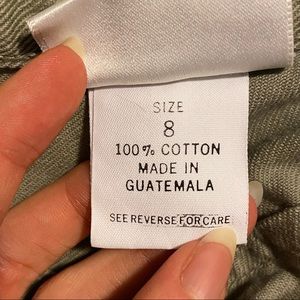 SIZE
8
100% COTTON
MADE IN
GUATEMALA
SEE REVERSE FOR CARE